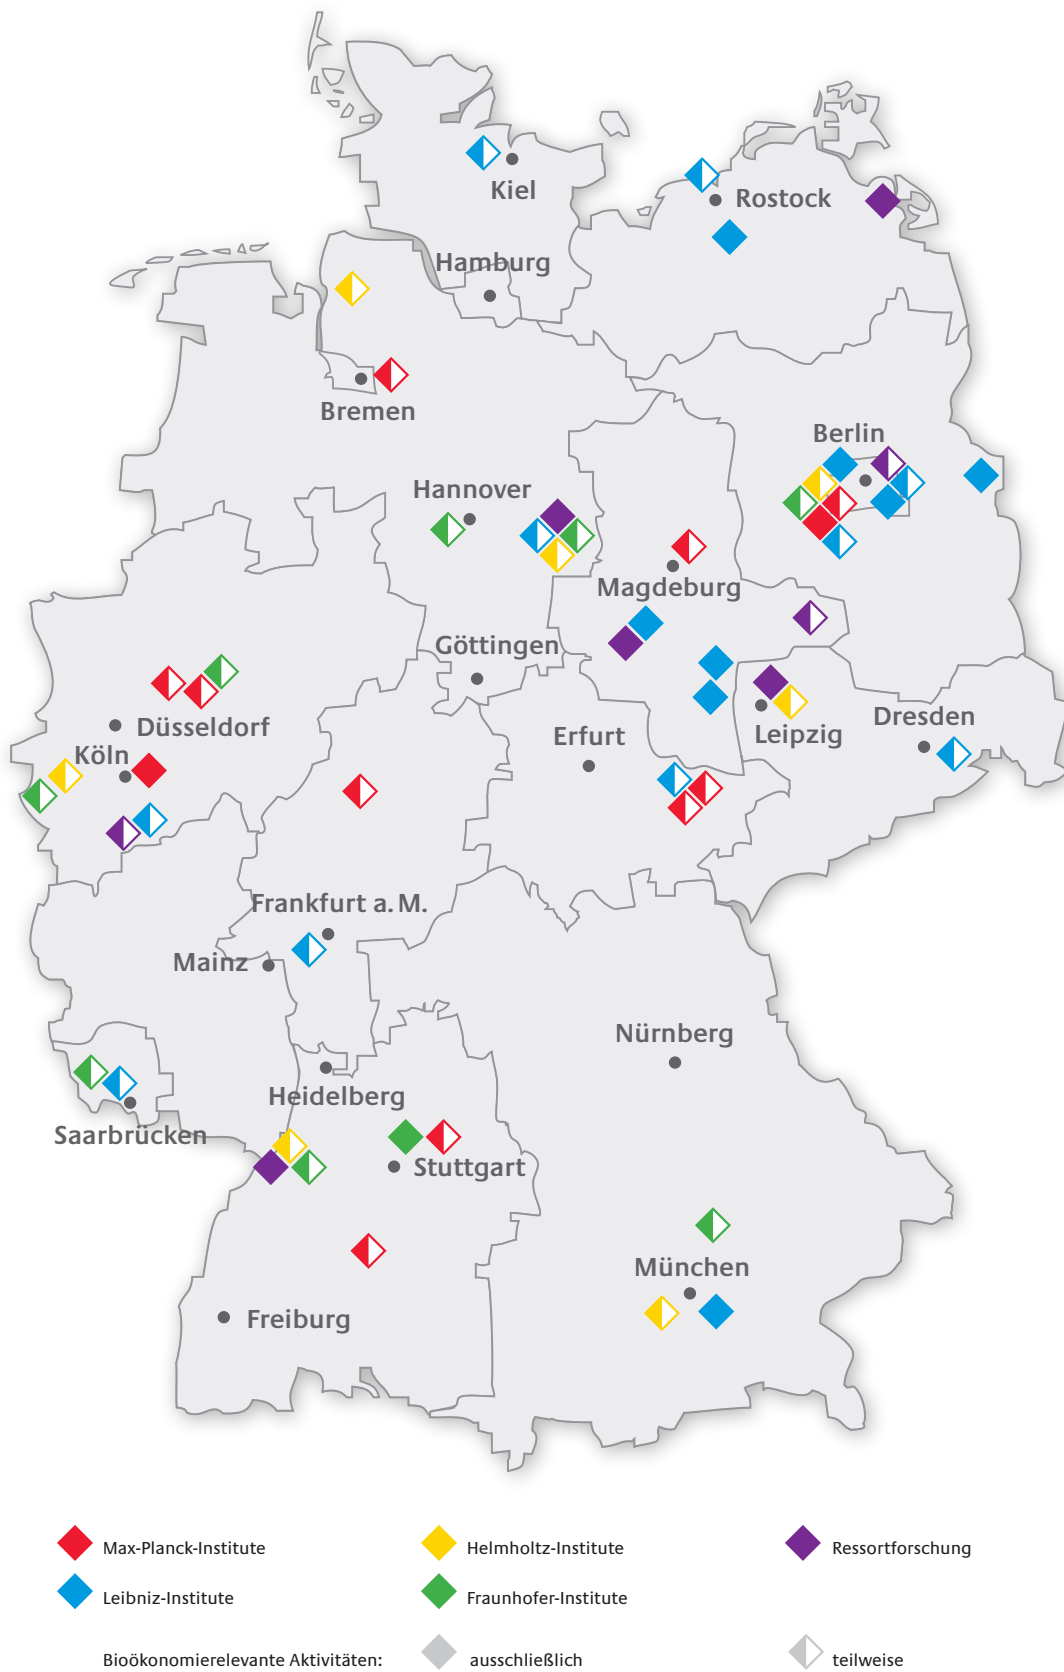 Kiel
Rostock
Hamburg
Bremen
Berlin
Hannover
Magdeburg
Göttingen
Düsseldorf
Köln
Erfurt
Leipzig
Dresden
Frankfurt a. M.
Mainz
Nürnberg
Heidelberg
Saarbrücken
Stuttgart
München
Freiburg
Max-Planck-Institute
Helmholtz-Institute
Ressortforschung
Leibniz-Institute
Fraunhofer-Institute
Bioökonomierelevante Aktivitäten:
ausschließlich
teilweise